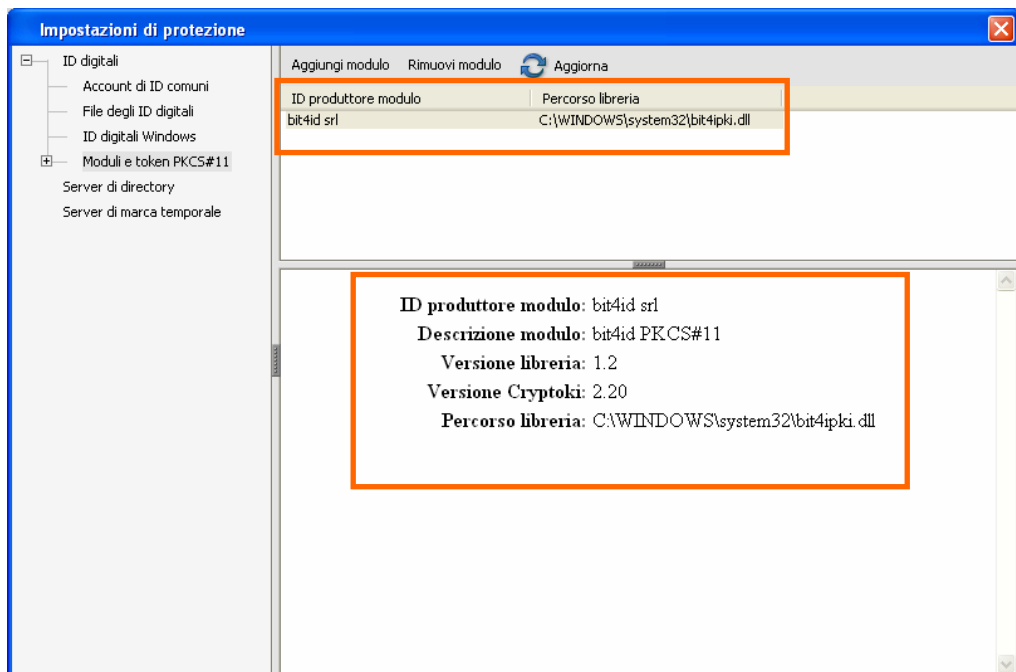 Impostazioni di protezione
ID digitali
Account di ID comuni
File degli ID digitali
ID digitali Windows
Moduli e token PKCS#11
Server di directory
Server di marca temporale
Aggiungi modulo Rimuovi modulo Aggiorna
ID produttore modulo Percorso libreria
bit4id srl C:\WINDOWS\system32\bit4ipki.dll
ID produttore modulo: bit4id srl
Descrizione modulo: bit4id PKCS#11
Versione libreria: 1.2
Versione Cryptoki: 2.20
Percorso libreria: C:\WINDOWS\system32\bit4ipki.dll